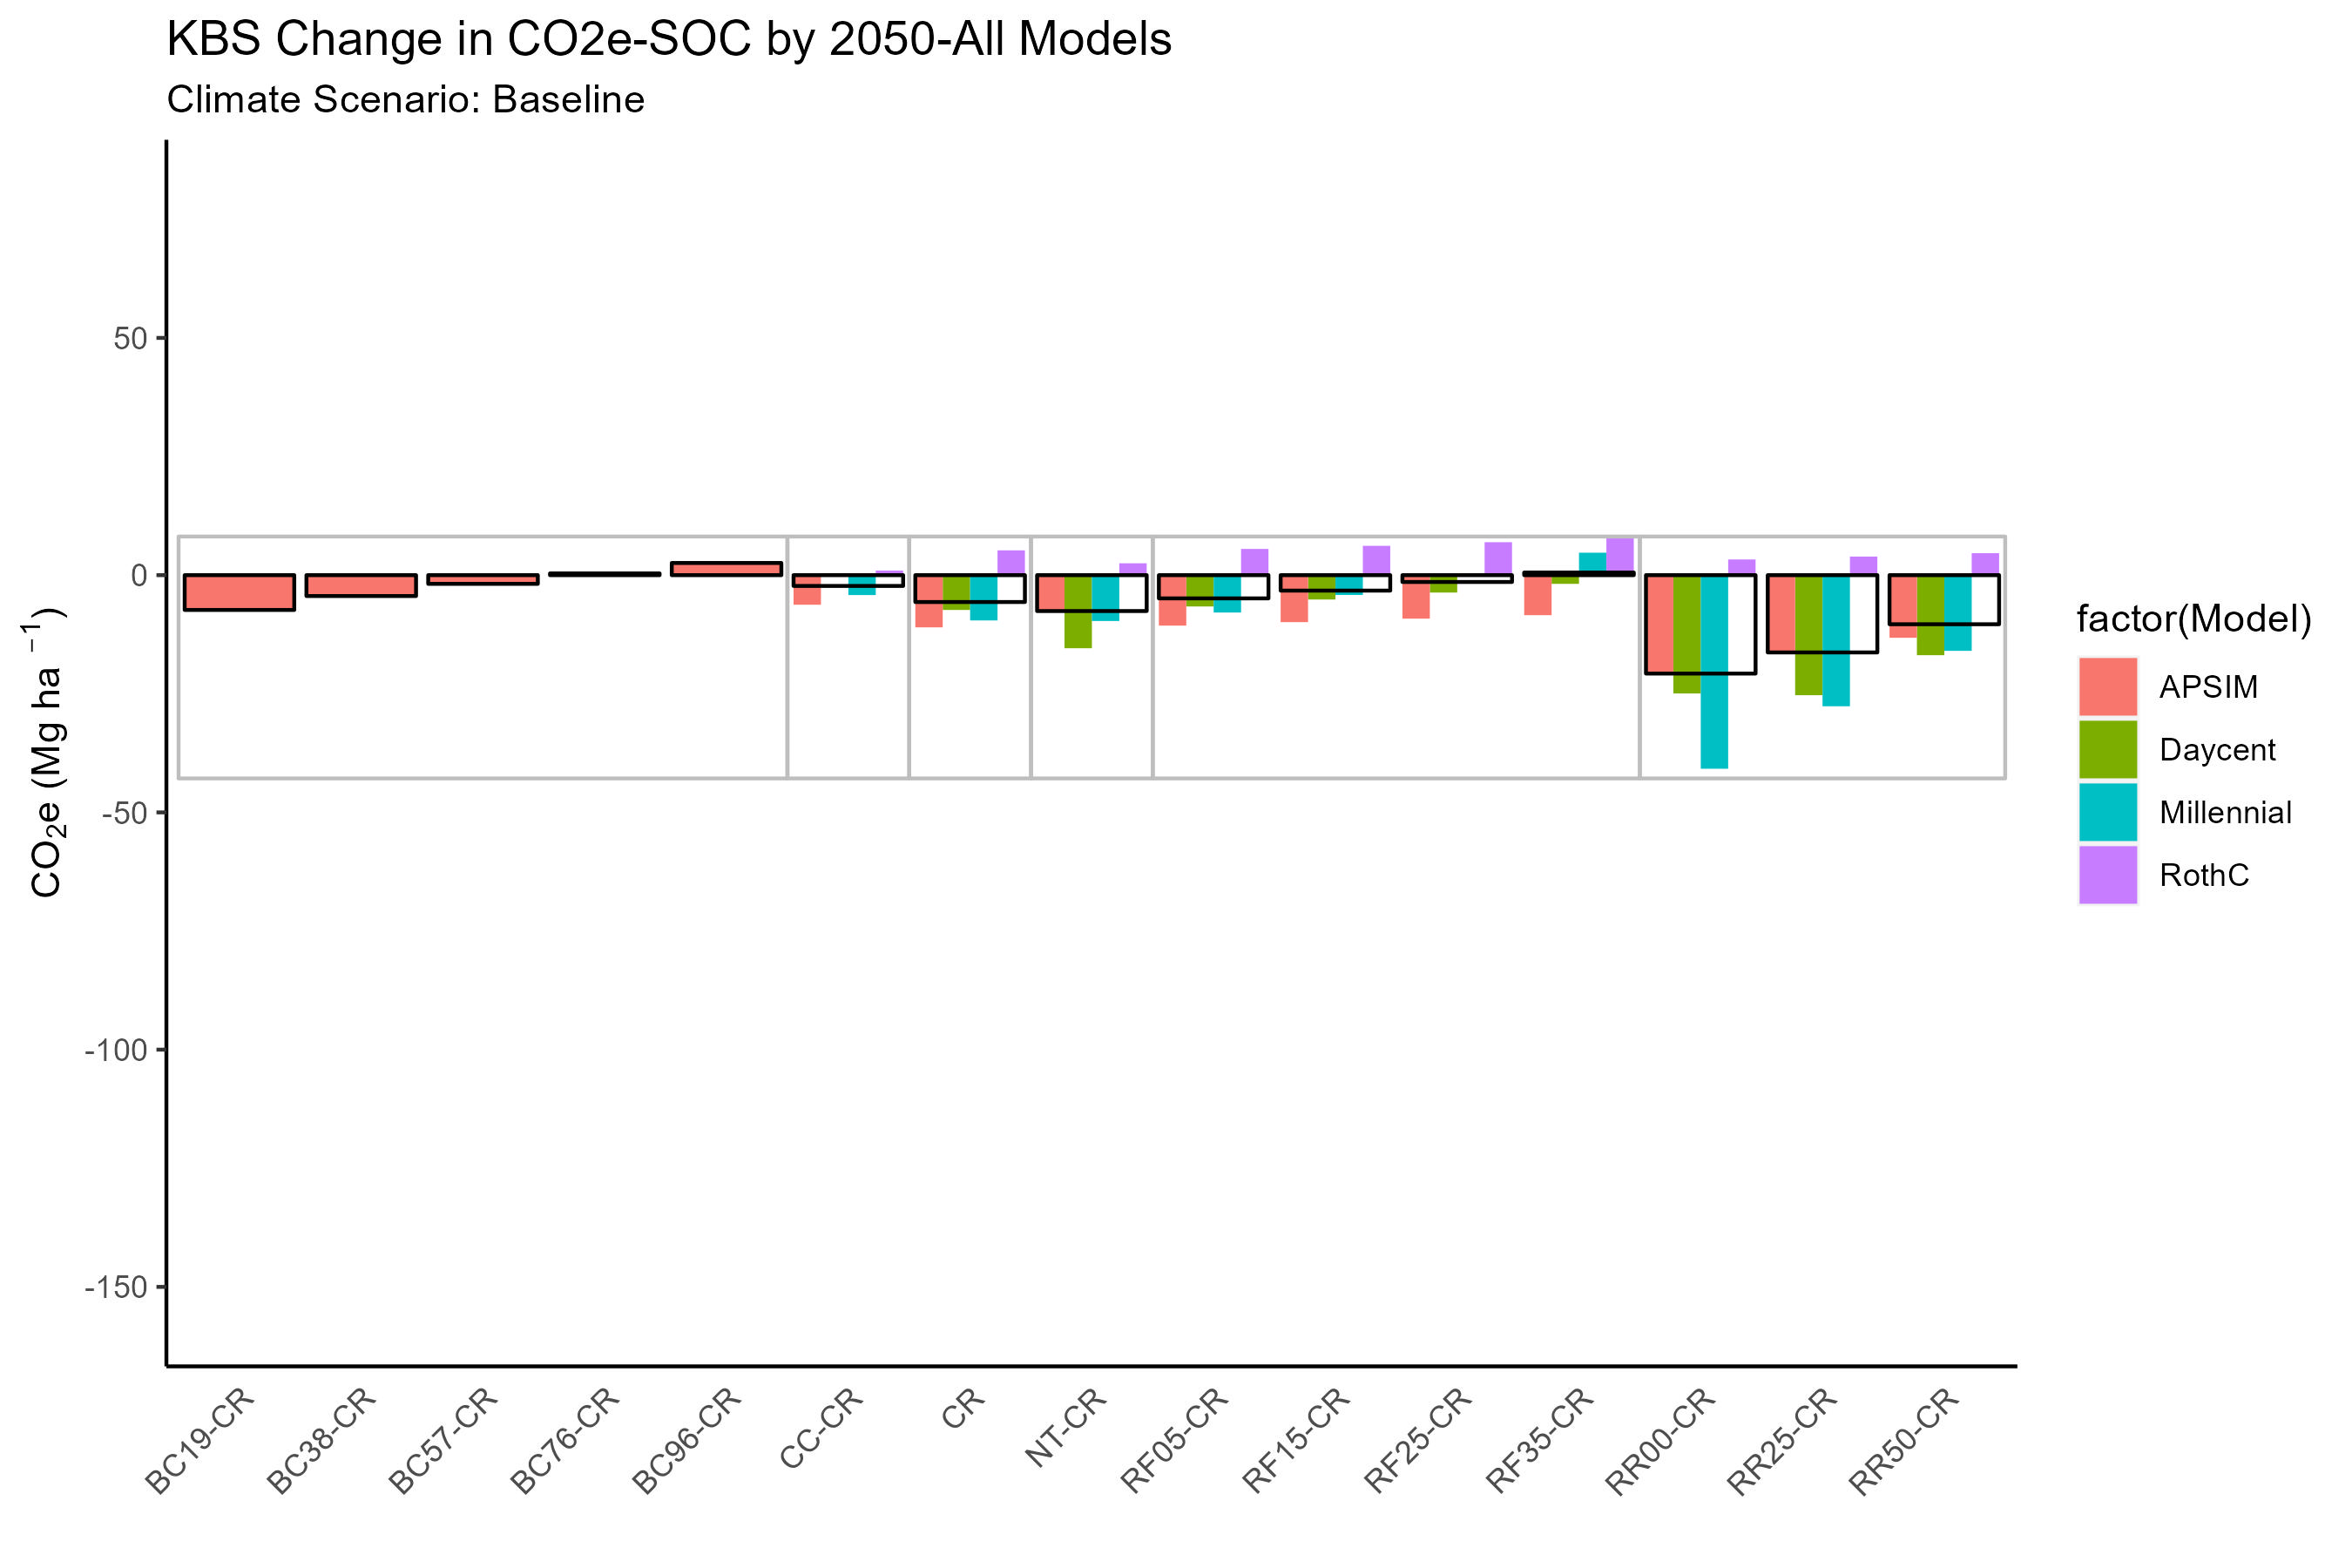 KBS Change in CO2e-SOC by 2050-All Models
Climate Scenario: Baseline
CO₂e (Mg ha ⁻¹)
50
0
-50
-100
-150
BC19-CR
BC38-CR
BC57-CR
BC76-CR
BC96-CR
CC-CR
CR
NT-CR
RF05-CR
RF15-CR
RF25-CR
RF35-CR
RR00-CR
RR25-CR
RR50-CR
factor(Model)
APSIM
Daycent
Millennial
RothC